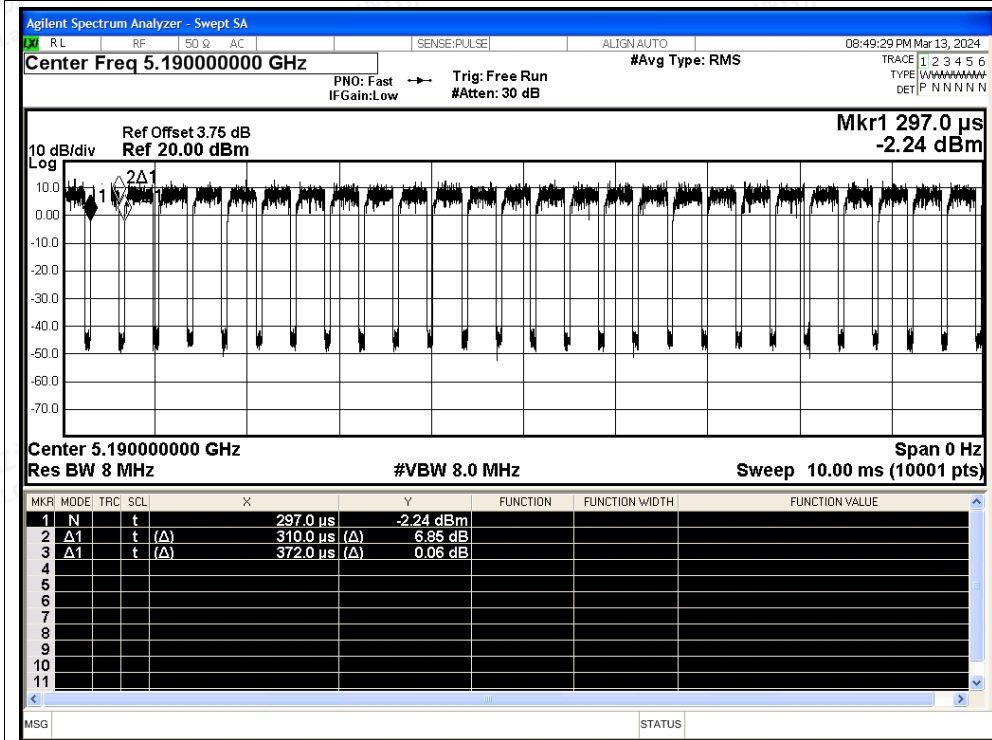 Agilent Spectrum Analyzer - Swept SA
LXI RL RF 50 Ω AC SENSE:PULSE ALIGN AUTO 08:49:29 PM Mar 13, 2024
Center Freq 5.190000000 GHz #Avg Type: RMS TRACE 1 2 3 4 5 6
PNO: Fast Trig: Free Run TYPE
IFGain:Low #Atten: 30 dB DET P N N N N N
Mkr1 297.0 µs
Ref Offset 3.75 dB
10 dB/div Ref 20.00 dBm -2.24 dBm
Log
2Δ1
10.0 1
0.00
-10.0
-20.0
-30.0
-40.0
-50.0
-60.0
-70.0
Center 5.190000000 GHz Span 0 Hz
Res BW 8 MHz #VBW 8.0 MHz Sweep 10.00 ms (10001 pts)
MKR MODE TRC SCL X Y FUNCTION FUNCTION WIDTH FUNCTION VALUE
1 N t 297.0 µs -2.24 dBm
2 Δ1 t (Δ) 310.0 µs (Δ) 6.85 dB
3 Δ1 t (Δ) 372.0 µs (Δ) 0.06 dB
4
5
6
7
8
9
10
11
MSG STATUS